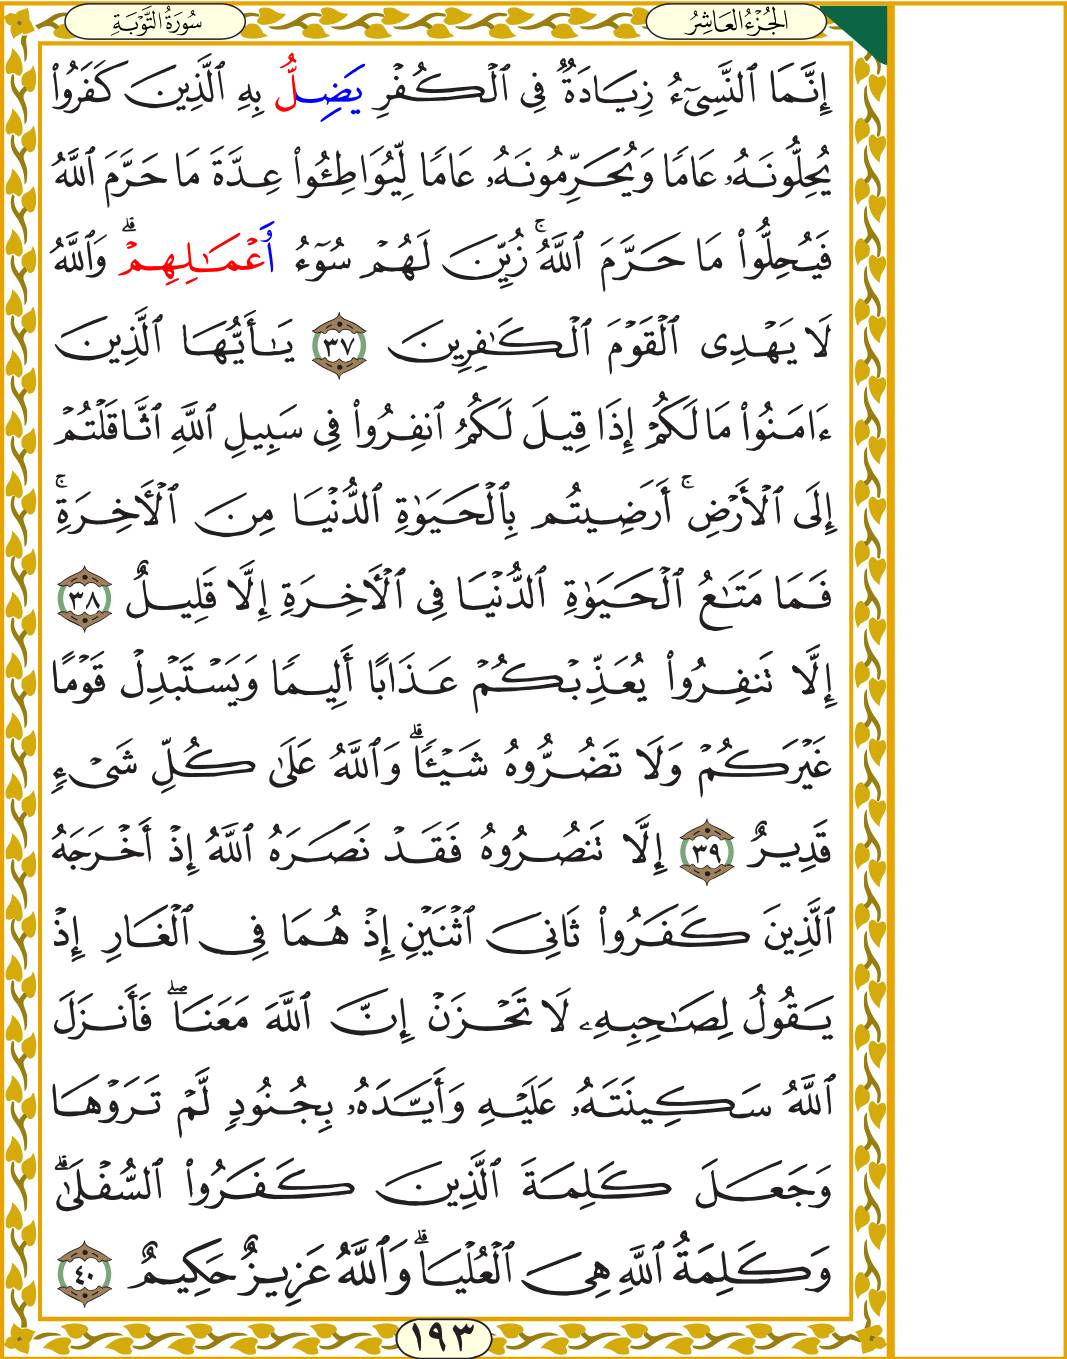 الجُزْءُ العَاشِرُ
سُورَةُ التَّوْبَةِ
إِنَّمَا ٱلنَّسِىٓءُ زِيَادَةٌ فِى ٱلْكُفْرِ يَضِلُّ بِهِ ٱلَّذِينَ كَفَرُوا۟
يُحِلُّونَهُۥ عَامًا وَيُحَرِّمُونَهُۥ عَامًا لِّيُوَاطِـُٔوا۟ عِدَّةَ مَا حَرَّمَ ٱللَّهُ
فَيُحِلُّوا۟ مَا حَرَّمَ ٱللَّهُ ۚ زُيِّنَ لَهُمْ سُوٓءُ أَعْمَـٰلِهِمْ ۗ وَٱللَّهُ
لَا يَهْدِى ٱلْقَوْمَ ٱلْكَـٰفِرِينَ ٣٧ يَـٰٓأَيُّهَا ٱلَّذِينَ
ءَامَنُوا۟ مَا لَكُمْ إِذَا قِيلَ لَكُمُ ٱنفِرُوا۟ فِى سَبِيلِ ٱللَّهِ ٱثَّاقَلْتُمْ
إِلَى ٱلْأَرْضِ ۚ أَرَضِيتُم بِٱلْحَيَوٰةِ ٱلدُّنْيَا مِنَ ٱلْـَٔاخِرَةِ ۚ
فَمَا مَتَـٰعُ ٱلْحَيَوٰةِ ٱلدُّنْيَا فِى ٱلْـَٔاخِرَةِ إِلَّا قَلِيلٌ ٣٨
إِلَّا تَنفِرُوا۟ يُعَذِّبْكُمْ عَذَابًا أَلِيمًا وَيَسْتَبْدِلْ قَوْمًا
غَيْرَكُمْ وَلَا تَضُرُّوهُ شَيْـًٔا ۗ وَٱللَّهُ عَلَىٰ كُلِّ شَىْءٍ
قَدِيرٌ ٣٩ إِلَّا تَنصُرُوهُ فَقَدْ نَصَرَهُ ٱللَّهُ إِذْ أَخْرَجَهُ
ٱلَّذِينَ كَفَرُوا۟ ثَانِىَ ٱثْنَيْنِ إِذْ هُمَا فِى ٱلْغَارِ إِذْ
يَقُولُ لِصَـٰحِبِهِۦ لَا تَحْزَنْ إِنَّ ٱللَّهَ مَعَنَا ۖ فَأَنزَلَ
ٱللَّهُ سَكِينَتَهُۥ عَلَيْهِ وَأَيَّدَهُۥ بِجُنُودٍ لَّمْ تَرَوْهَا
وَجَعَلَ كَلِمَةَ ٱلَّذِينَ كَفَرُوا۟ ٱلسُّفْلَىٰ ۗ
وَكَلِمَةُ ٱللَّهِ هِىَ ٱلْعُلْيَا ۗ وَٱللَّهُ عَزِيزٌ حَكِيمٌ ٤٠
١٩٣